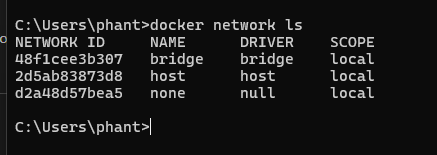 C:\Users\phant>docker network ls
NETWORK ID     NAME      DRIVER    SCOPE
48f1cee3b307   bridge    bridge    local
2d5ab83873d8   host      host      local
d2a48d57bea5   none      null      local
C:\Users\phant>